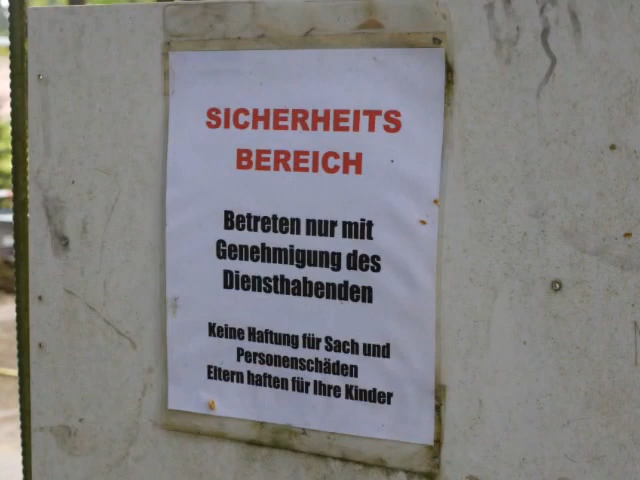 SICHERHEITS
BEREICH
Betreten nur mit
Genehmigung des
Diensthabenden
Keine Haftung für Sach und
Personenschäden
Eltern haften für Ihre Kinder